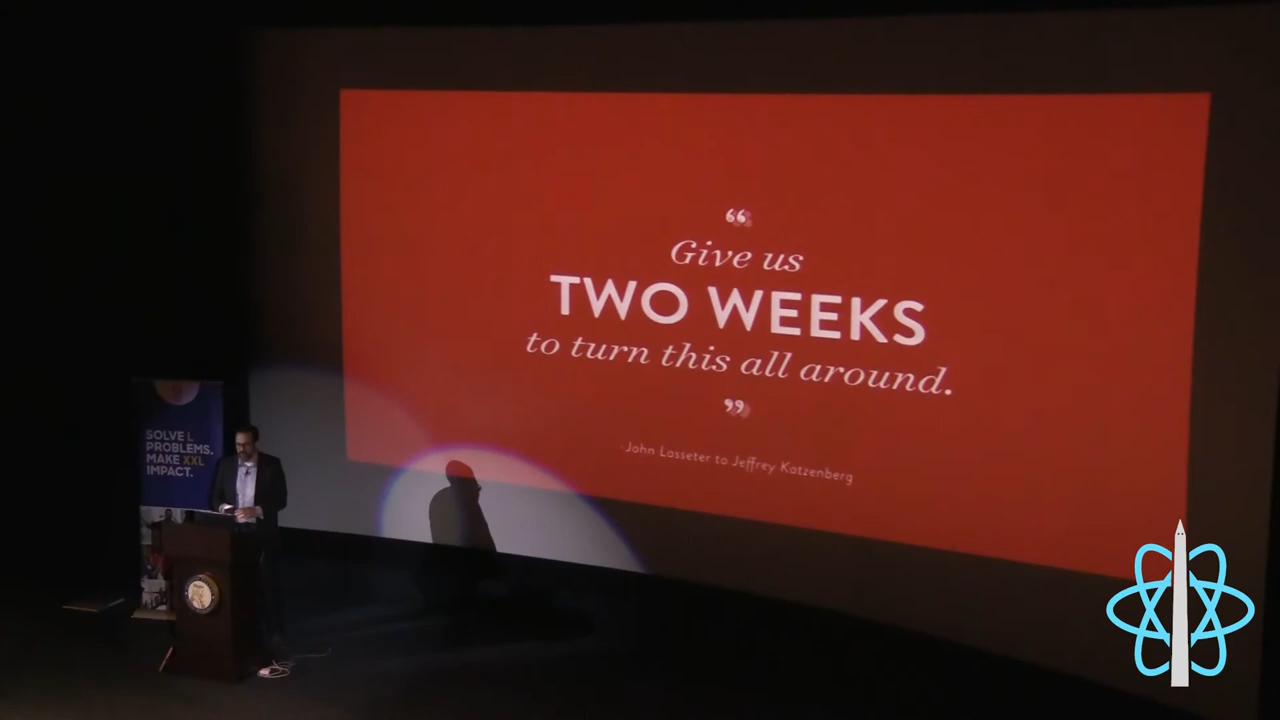 “
Give us
TWO WEEKS
to turn this all around.
”
-John Lasseter to Jeffrey Katzenberg
SOLVE L
PROBLEMS.
MAKE XXL
IMPACT.